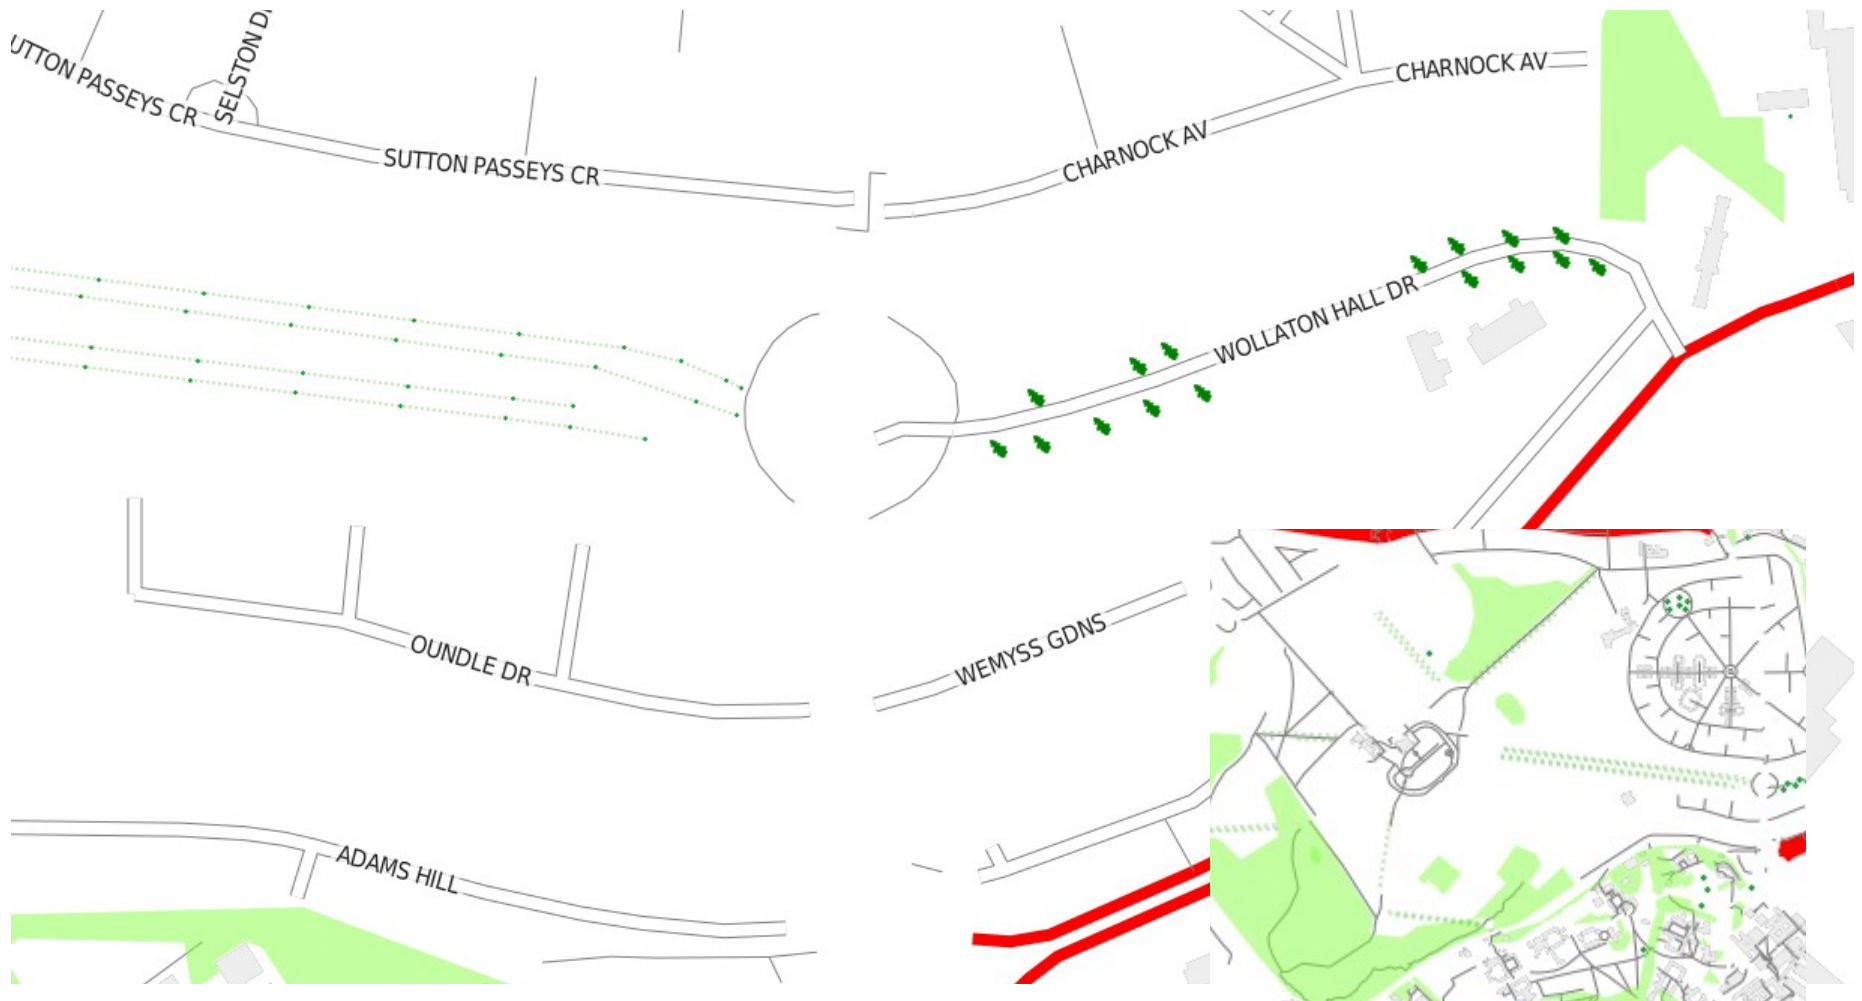 UTTON PASSEYS CR
SELSTON D
SUTTON PASSEYS CR
CHARNOCK AV
CHARNOCK AV
WOLLATON HALL DR
OUNDLE DR
WEMYSS GDNS
ADAMS HILL